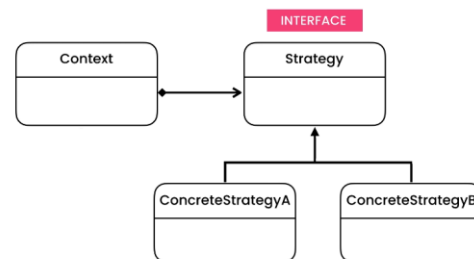 INTERFACE
Context
Strategy
ConcreteStrategyA
ConcreteStrategyB